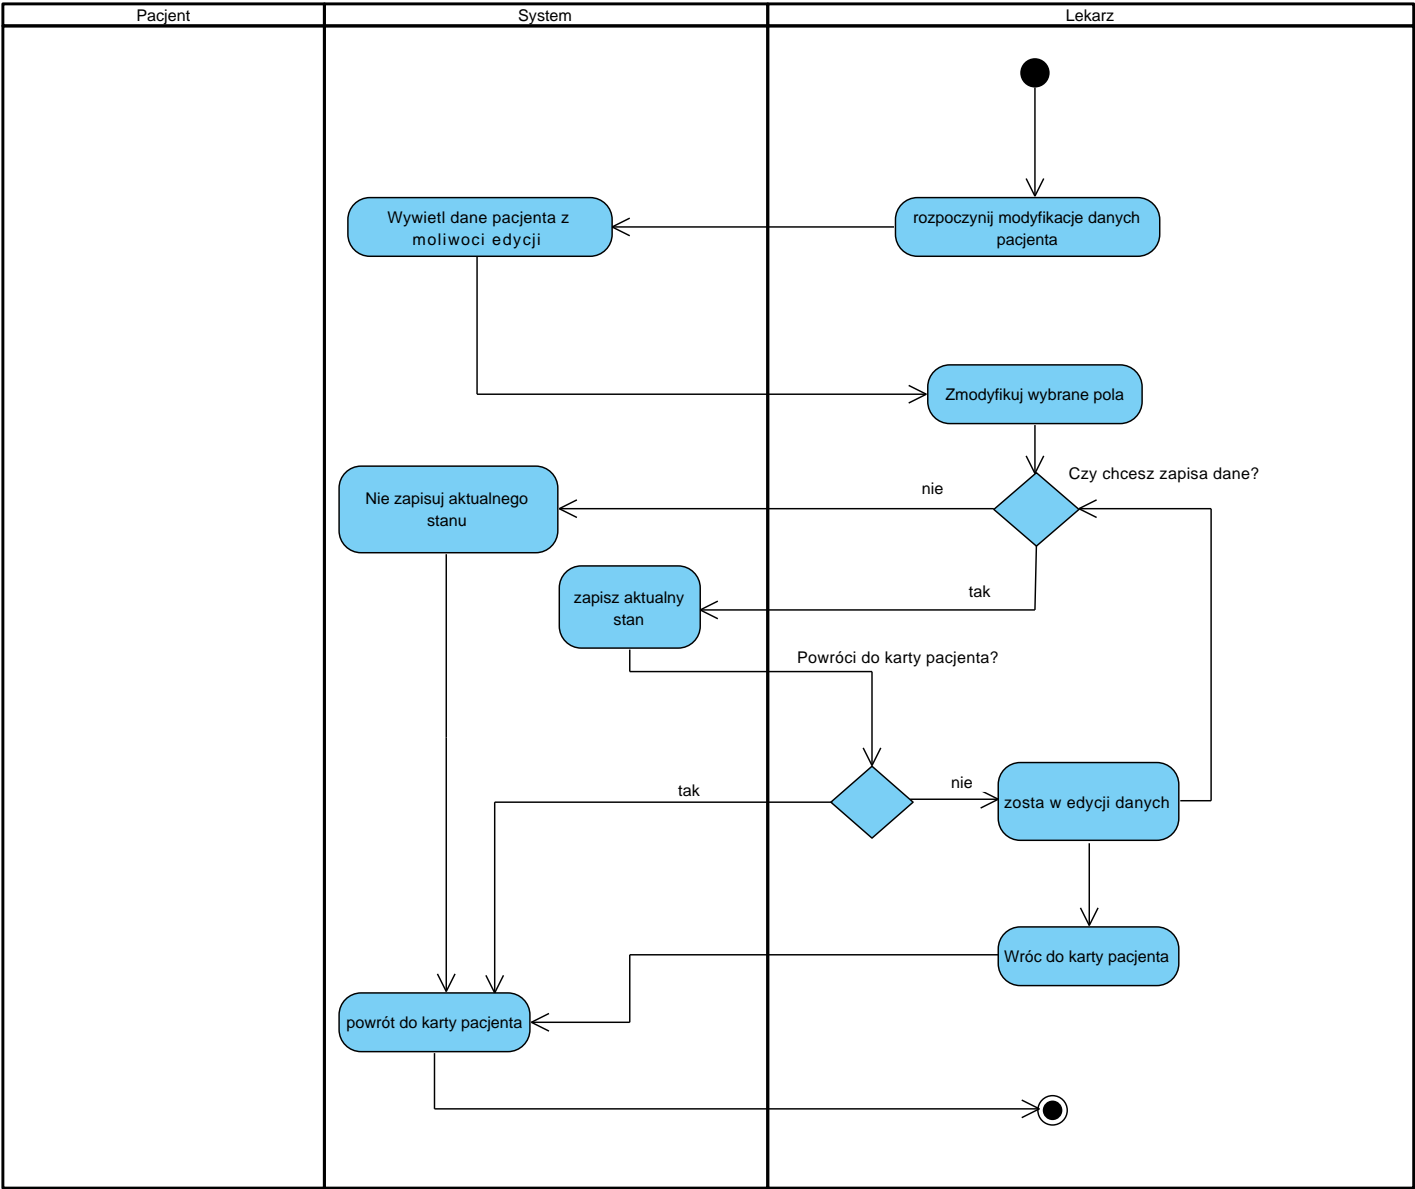 Pacjent
System
Lekarz
Wywietl dane pacjenta z
moliwoci edycji
rozpoczynij modyfikacje danych
pacjenta
Zmodyfikuj wybrane pola
Czy chcesz zapisa dane?
nie
Nie zapisuj aktualnego
stanu
tak
zapisz aktualny
stan
Powróci do karty pacjenta?
tak
nie
zosta w edycji danych
Wróc do karty pacjenta
powrót do karty pacjenta